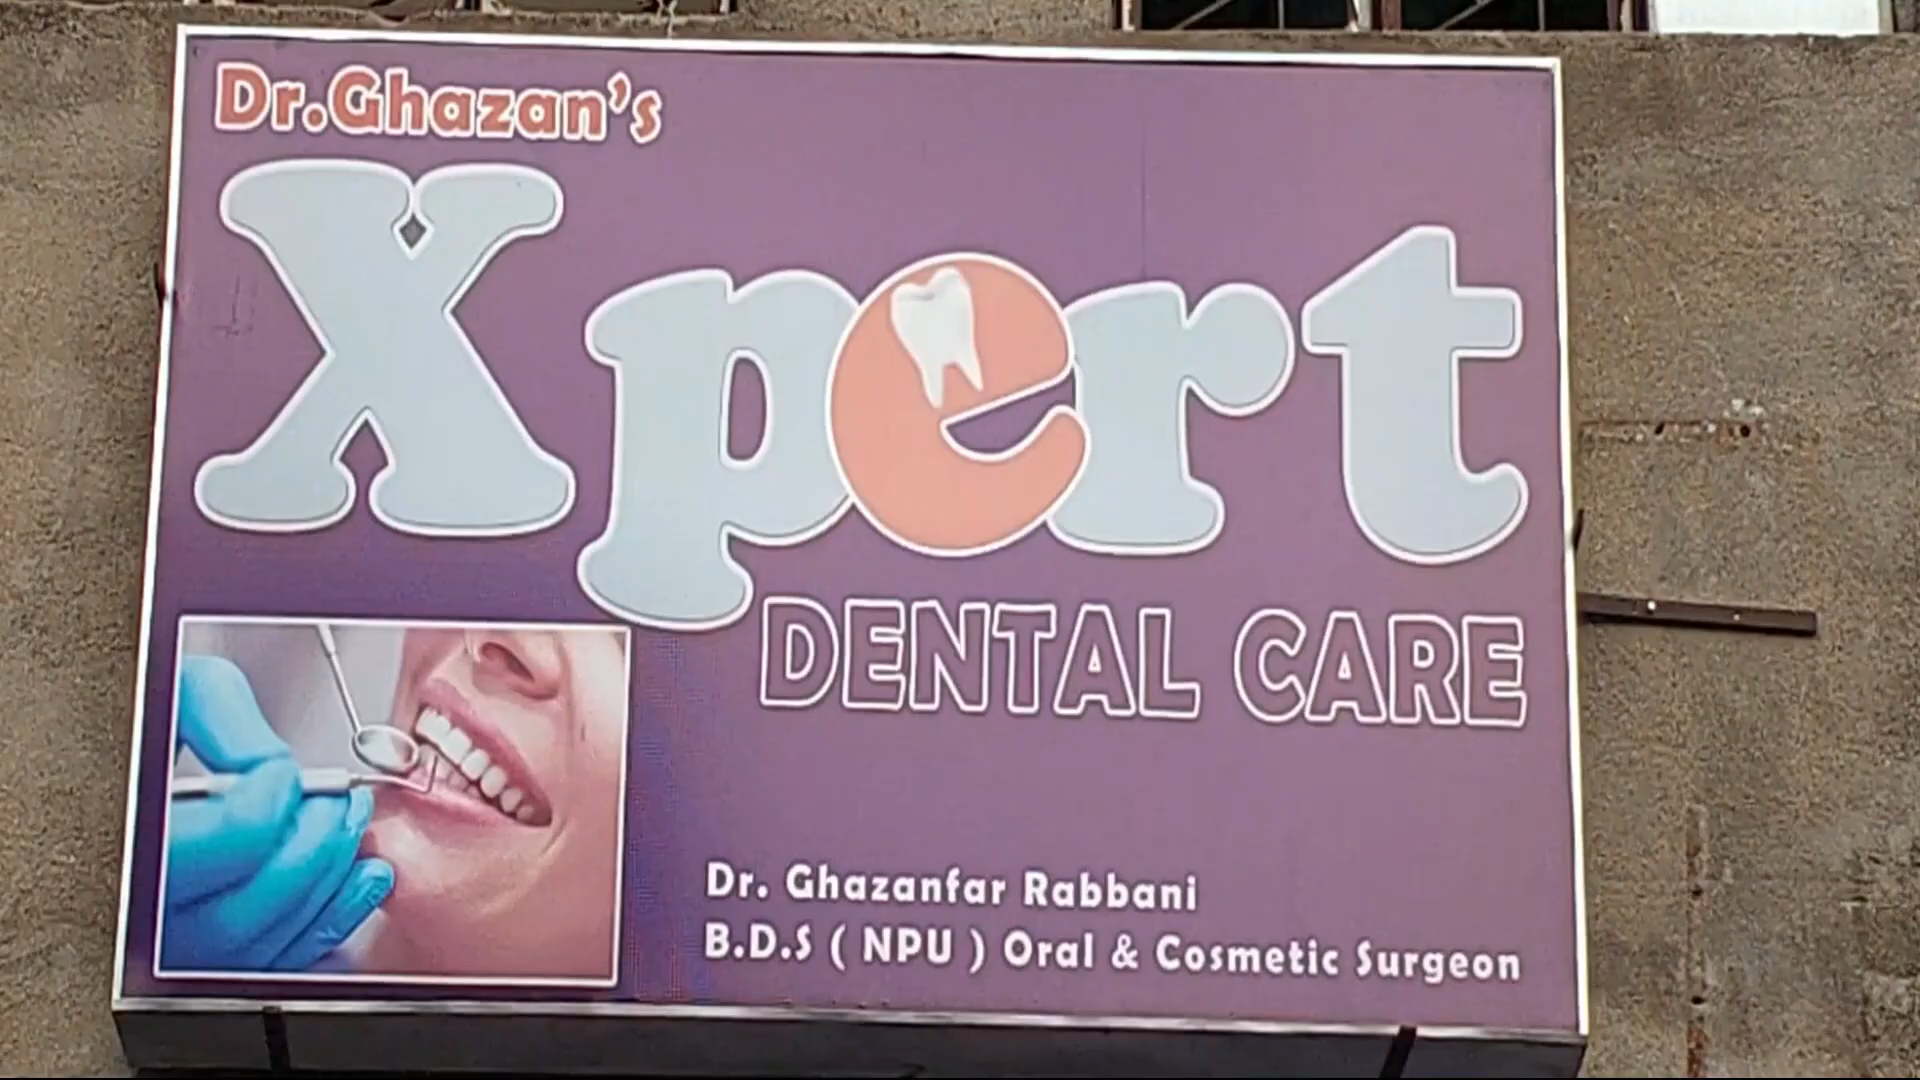 Dr.Ghazan's
Xpert
DENTAL CARE
Dr. Ghazanfar Rabbani
B.D.S ( NPU ) Oral & Cosmetic Surgeon